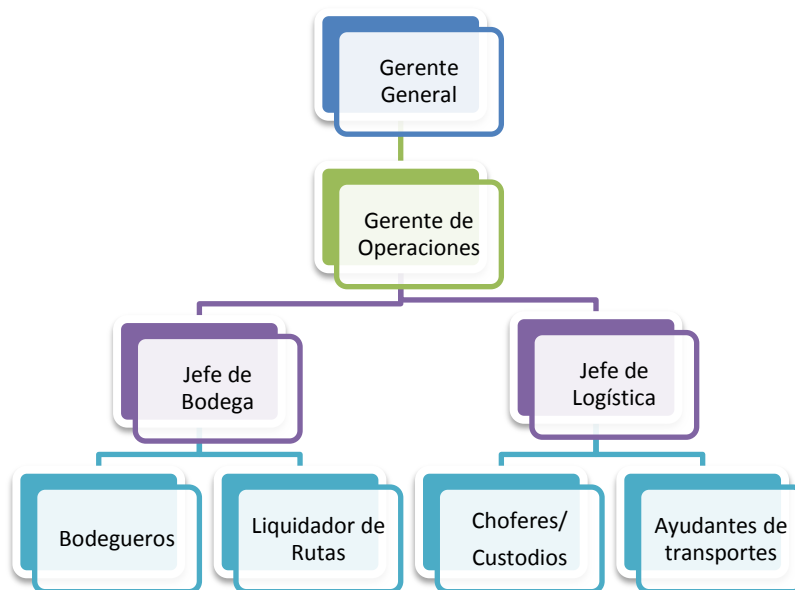 Gerente
General
Gerente de
Operaciones
Jefe de
Bodega
Jefe de
Logística
Bodegueros
Liquidador de
Rutas
Choferes/
Custodios
Ayudantes de
transportes